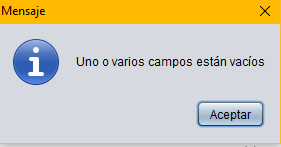 Mensaje
Uno o varios campos están vacíos
Aceptar